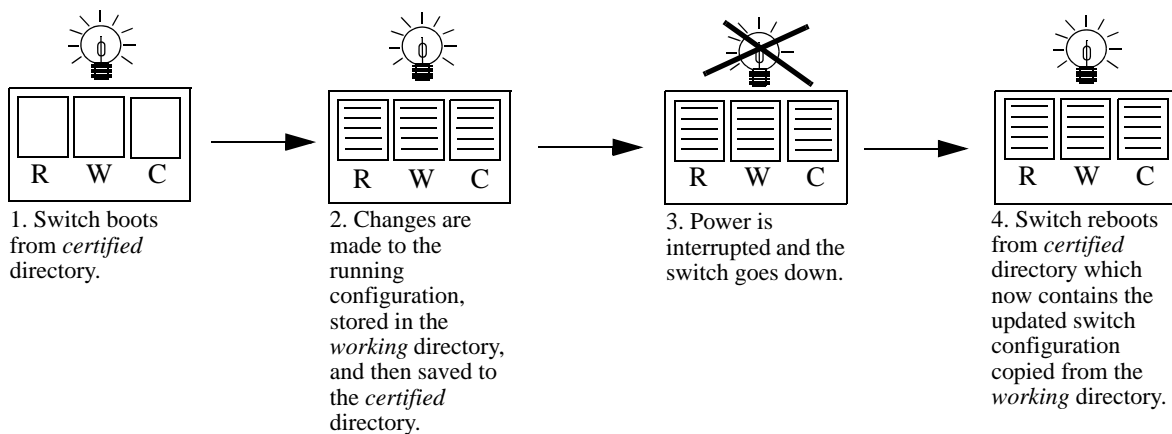 R W C
R W C
R W C
R W C
1. Switch boots
from certified
directory.
2. Changes are
made to the
running
configuration,
stored in the
working directory,
and then saved to
the certified
directory.
3. Power is
interrupted and the
switch goes down.
4. Switch reboots
from certified
directory which
now contains the
updated switch
configuration
copied from the
working directory.